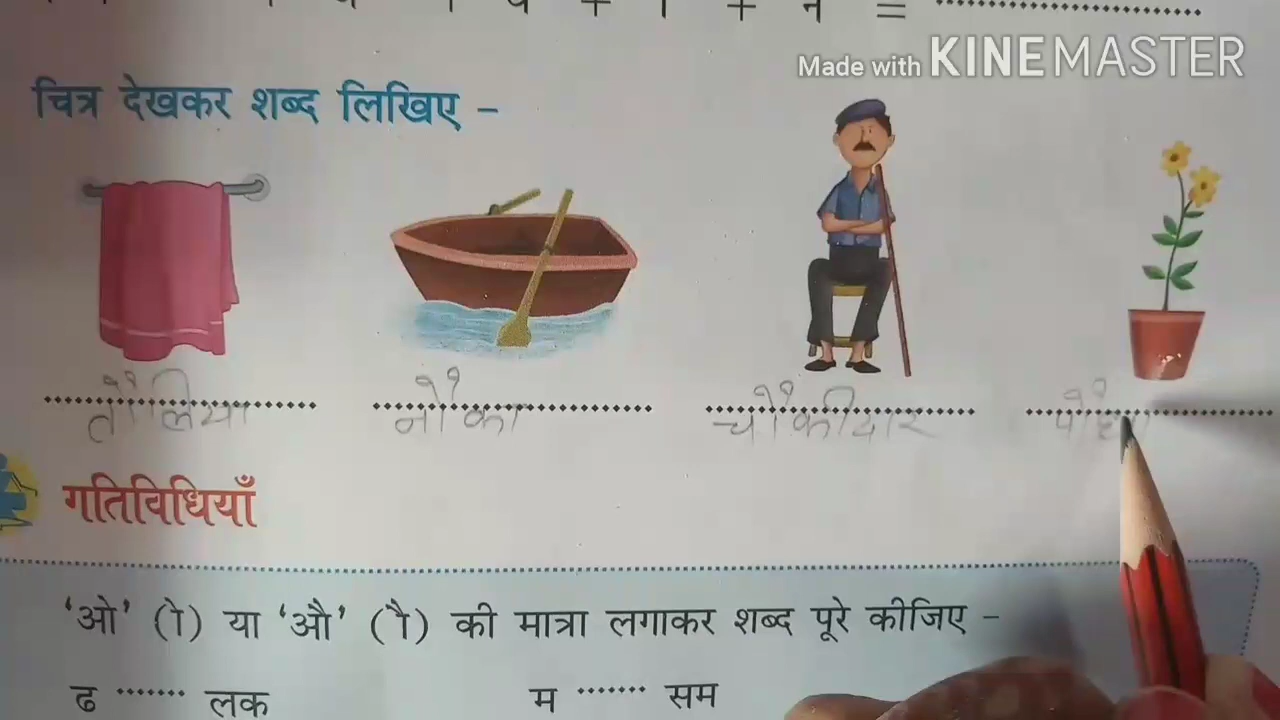 Made with KINEMASTER
चित्र देखकर शब्द लिखिए -
तौलिया नौका चौकीदार पौधा
गतिविधियाँ
'ओ' (ो) या 'औ' (ौ) की मात्रा लगाकर शब्द पूरे कीजिए -
ढ ....... लक म ....... सम